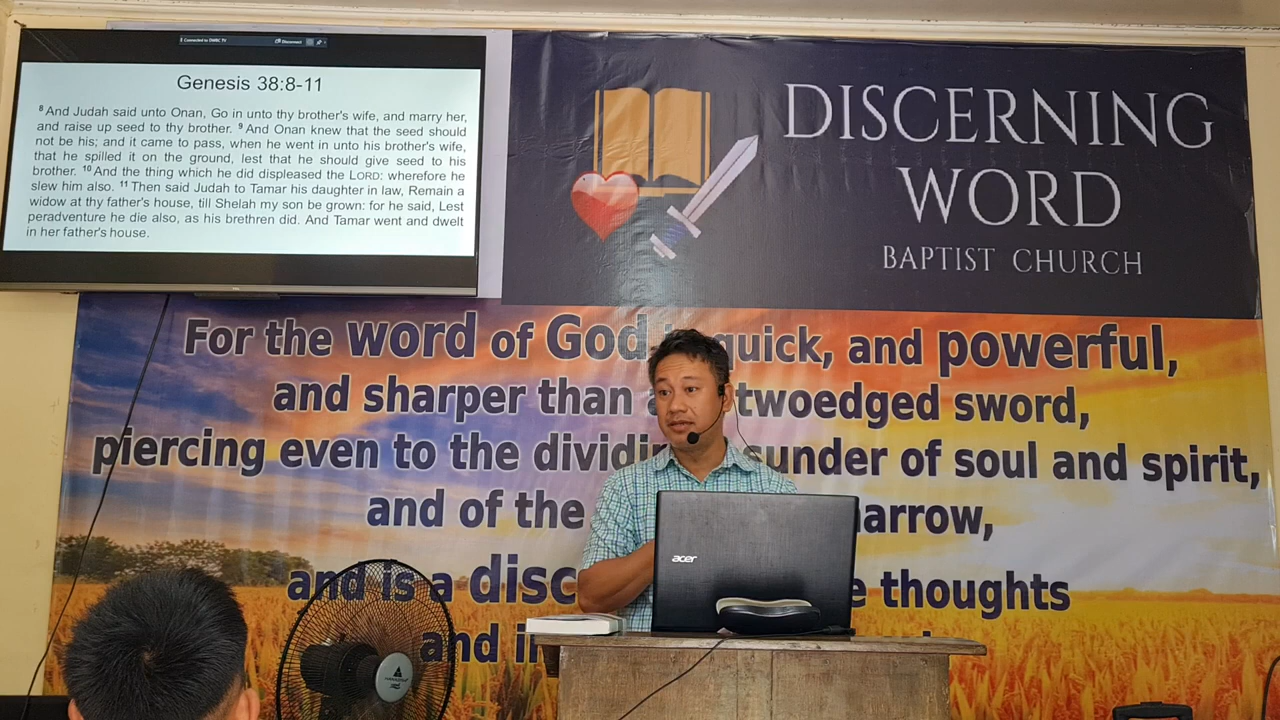 Connected to
Disconnect
Genesis 38:8-11
8 And Judah said unto Onan, Go in unto thy brother's wife, and marry her,
and raise up seed to thy brother. 9 And Onan knew that the seed should
not be his; and it came to pass, when he went in unto his brother's wife,
that he spilled it on the ground, lest that he should give seed to his
brother. 10 And the thing which he did displeased the LORD: wherefore he
slew him also. 11 Then said Judah to Tamar his daughter in law, Remain a
widow at thy father's house, till Shelah my son be grown: for he said, Lest
peradventure he die also, as his brethren did. And Tamar went and dwelt
in her father's house.
DISCERNING
WORD
BAPTIST CHURCH
For the word of God quick, and powerful,
and sharper than twoedged sword,
piercing even to the dividin sunder of soul and spirit,
and of the arrow,
and is a disc thoughts
and
acer